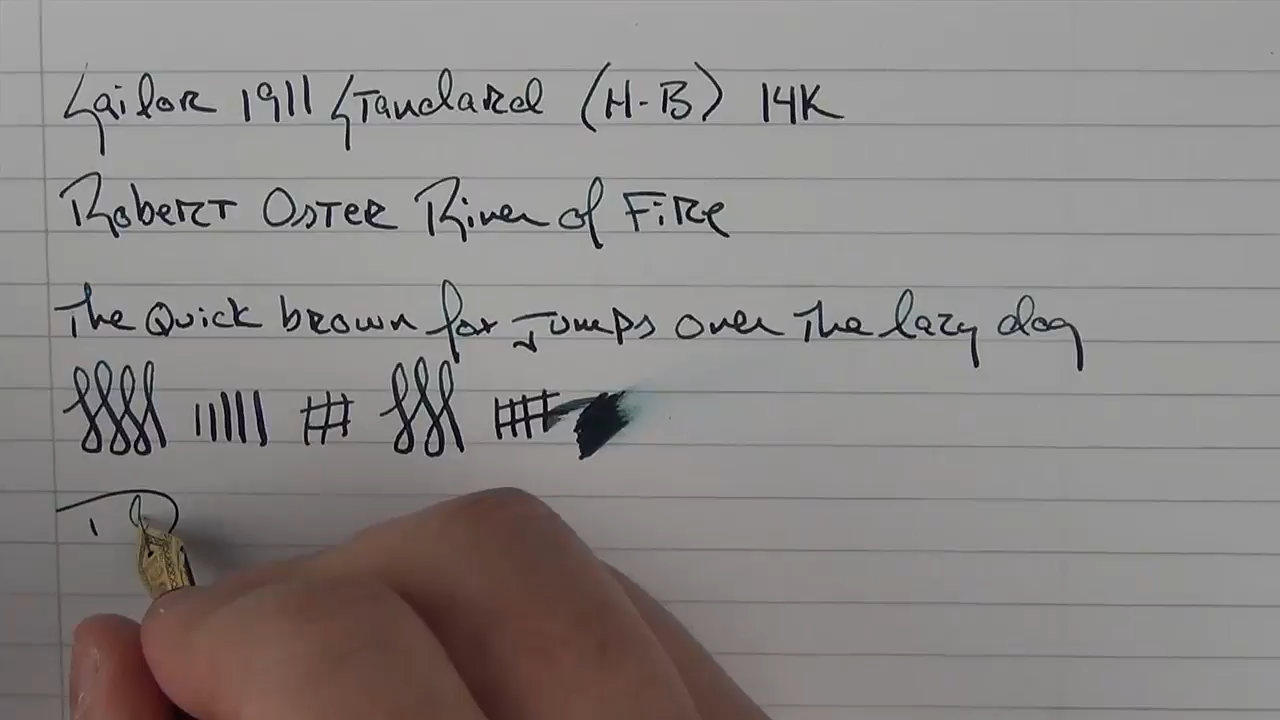 Sailor 1911 Standard (H-B) 14K
Robert Oster River of Fire
The Quick brown fox Jumps over The lazy dog